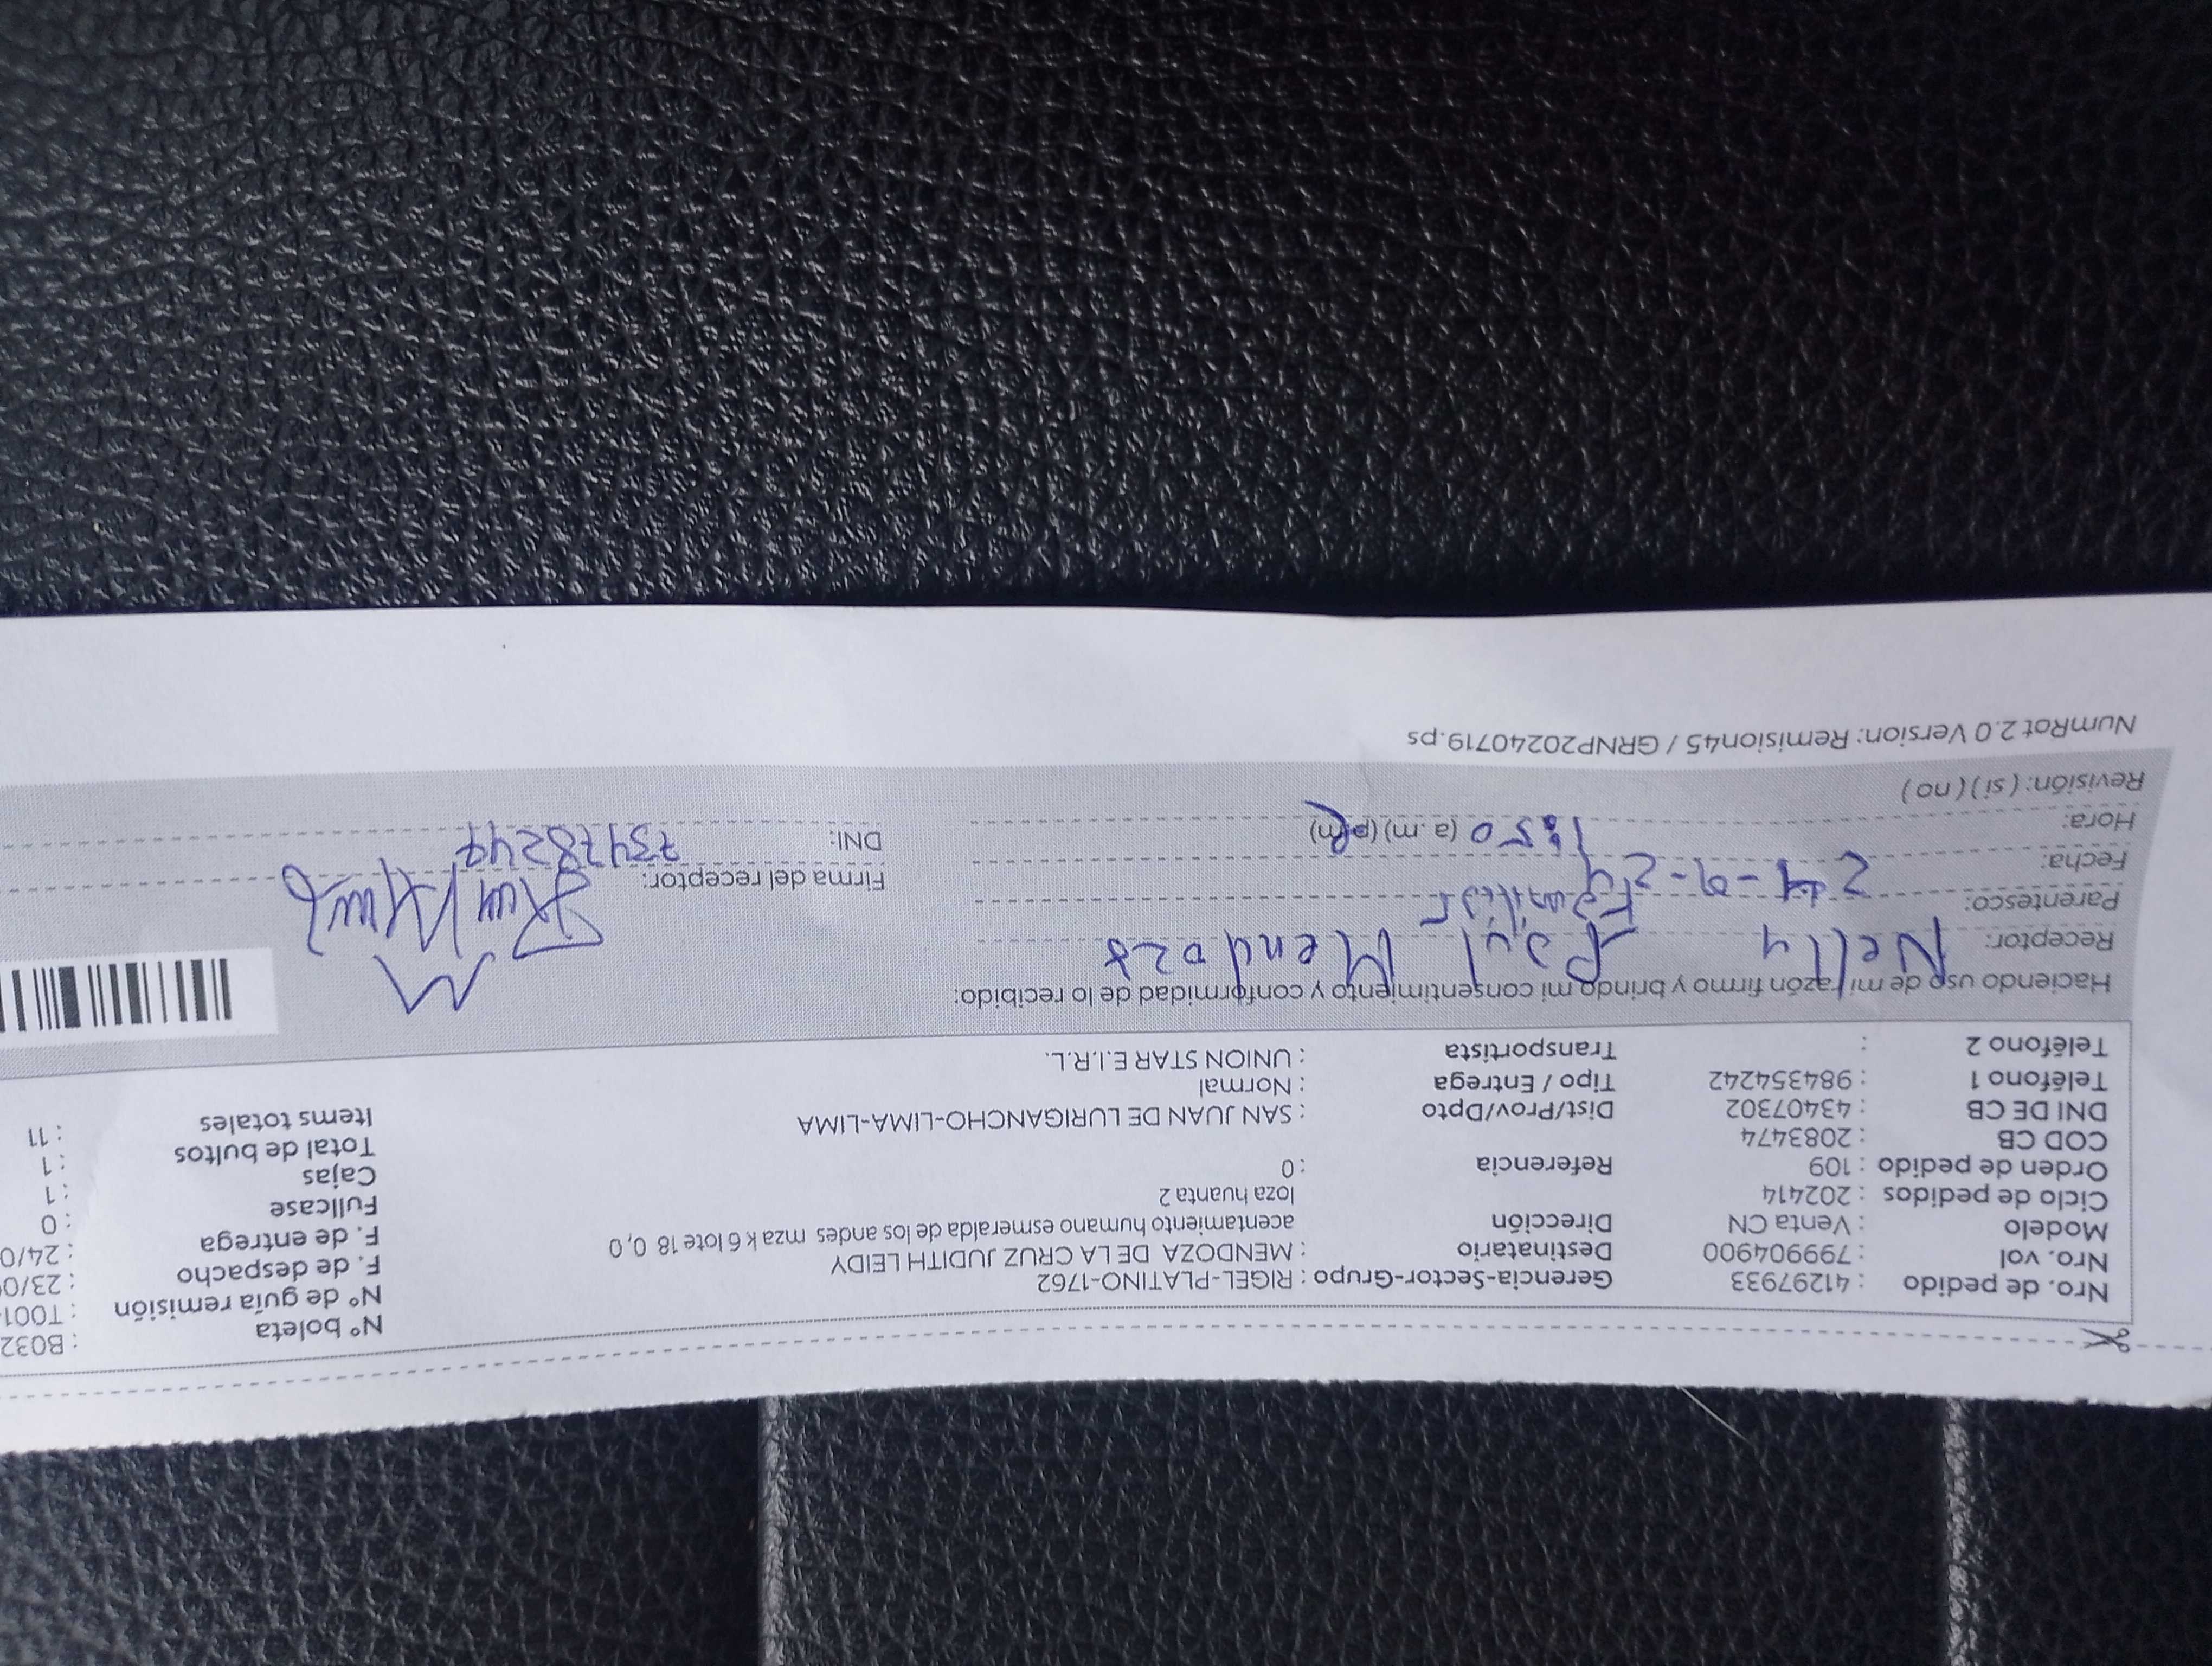 Nº boleta : B032
Nº de guía remisión : T001
F. de despacho : 23/0
F. de entrega : 24/0
Fullcase : 0
Cajas : 1
Total de bultos : 1
Items totales : 11
Nro. de pedido : 41297933
Nro. vol : 799904900
Modelo : Venta CN
Ciclo de pedidos : 202414
Orden de pedido : 109
COD CB : 2083474
DNI DE CB : 43407302
Teléfono 1 : 984354242
Teléfono 2 :
Gerencia-Sector-Grupo : RIGEL-PLATINO-1762
Destinatario : MENDOZA DE LA CRUZ JUDITH LEIDY
Dirección acentamiento humano esmeralda de los andes mza k 6 lote 18 0, 0
loza huanta 2
Referencia : 0
Dist/Prov/Dpto : SAN JUAN DE LURIGANCHO-LIMA-LIMA
Tipo / Entrega : Normal
Transportista : UNION STAR E.I.R.L.
Haciendo uso de mi razón firmo y brindo mi consentimiento y conformidad de lo recibido:
Receptor: Nelly Mendoza
Parentesco: Familiar
Fecha: 24-09-24
Hora: 1:50 (a.m) (p.m)
Revisión: ( si ) ( no )
Firma del receptor:
DNI: 73478247
NumRot 2.0 Version: Remision45 / GRNP20240719.ps